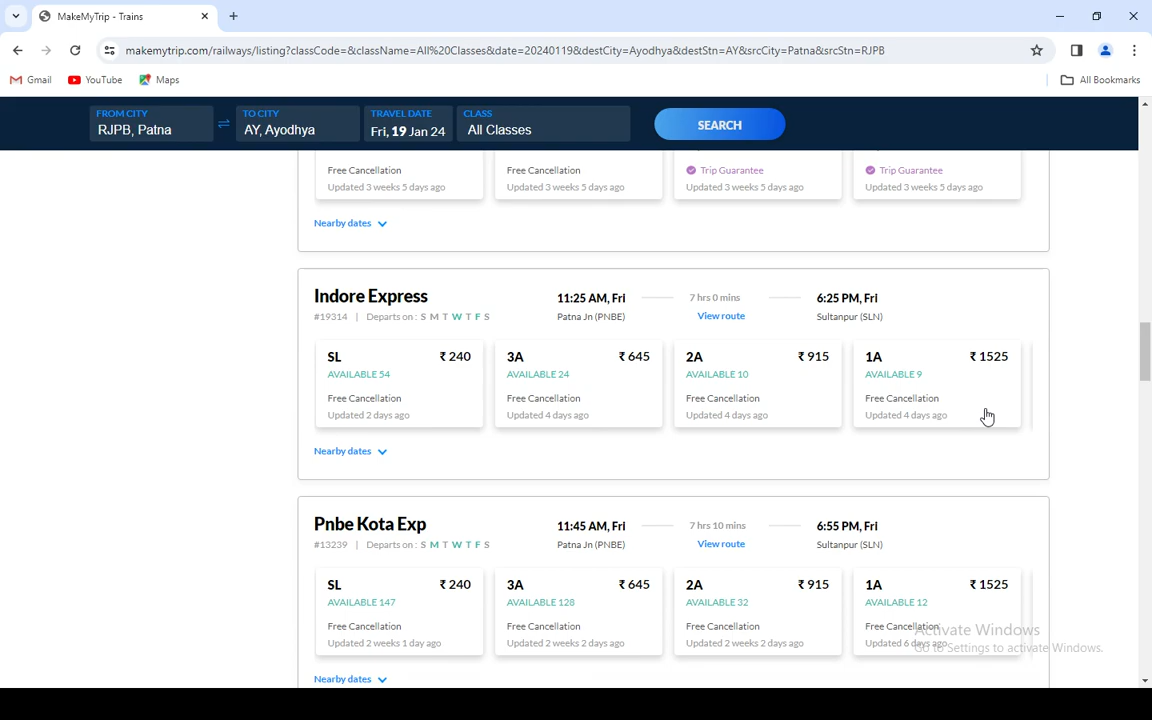 MakeMyTrip - Trains
makemytrip.com/railways/listing?classCode=&className=All%20Classes&date=20240119&destCity=Ayodhya&destStn=AY&srcCity=Patna&srcStn=RJPB
Gmail YouTube Maps All Bookmarks
FROM CITY TO CITY TRAVEL DATE CLASS
RJPB, Patna AY, Ayodhya Fri, 19 Jan 24 All Classes SEARCH
Free Cancellation Free Cancellation Trip Guarantee Trip Guarantee
Updated 3 weeks 5 days ago Updated 3 weeks 5 days ago Updated 3 weeks 5 days ago Updated 3 weeks 5 days ago
Nearby dates
Indore Express 11:25 AM, Fri 7 hrs 0 mins 6:25 PM, Fri
#19314 | Departs on : S M T W T F S Patna Jn (PNBE) View route Sultanpur (SLN)
SL ₹ 240 3A ₹ 645 2A ₹ 915 1A ₹ 1525
AVAILABLE 54 AVAILABLE 24 AVAILABLE 10 AVAILABLE 9
Free Cancellation Free Cancellation Free Cancellation Free Cancellation
Updated 2 days ago Updated 4 days ago Updated 4 days ago Updated 4 days ago
Nearby dates
Pnbe Kota Exp 11:45 AM, Fri 7 hrs 10 mins 6:55 PM, Fri
#13239 | Departs on : S M T W T F S Patna Jn (PNBE) View route Sultanpur (SLN)
SL ₹ 240 3A ₹ 645 2A ₹ 915 1A ₹ 1525
AVAILABLE 147 AVAILABLE 128 AVAILABLE 32 AVAILABLE 12
Free Cancellation Free Cancellation Free Cancellation Free Cancellation
Updated 2 weeks 1 day ago Updated 2 weeks 2 days ago Updated 2 weeks 2 days ago Updated 6 days ago
Activate Windows
Go to Settings to activate Windows.
Nearby dates